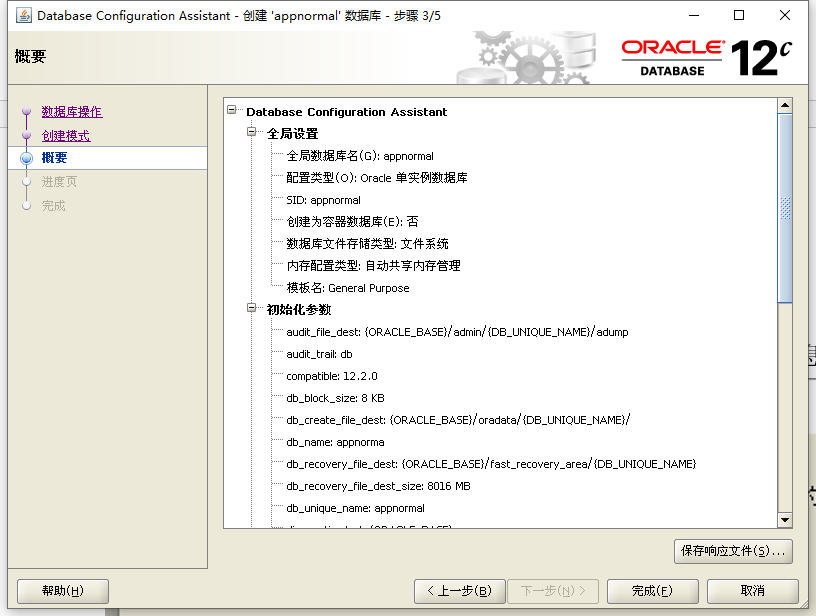 Database Configuration Assistant - 创建 'appnormal' 数据库 - 步骤 3/5
概要
ORACLE®
DATABASE
12c
数据库操作
创建模式
概要
进度页
完成
Database Configuration Assistant
全局设置
全局数据库名(G): appnormal
配置类型(O): Oracle 单实例数据库
SID: appnormal
创建为容器数据库(E): 否
数据库文件存储类型: 文件系统
内存配置类型: 自动共享内存管理
模板名: General Purpose
初始化参数
audit_file_dest: {ORACLE_BASE}/admin/{DB_UNIQUE_NAME}/adump
audit_trail: db
compatible: 12.2.0
db_block_size: 8 KB
db_create_file_dest: {ORACLE_BASE}/oradata/{DB_UNIQUE_NAME}/
db_name: appnorma
db_recovery_file_dest: {ORACLE_BASE}/fast_recovery_area/{DB_UNIQUE_NAME}
db_recovery_file_dest_size: 8016 MB
db_unique_name: appnormal
保存响应文件(S)...
帮助(H)
< 上一步(B)
下一步(N) >
完成(F)
取消